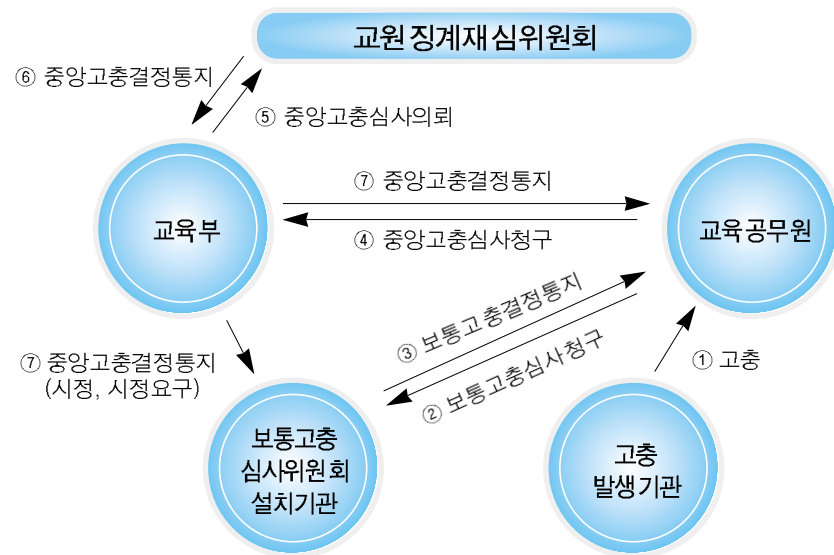 교원 징계재심위원회
⑥ 중앙고충결정통지
⑤ 중앙고충심사의뢰
⑦ 중앙고충결정통지
교육부
교육공무원
④ 중앙고충심사청구
③ 보통고충결정통지
② 보통고충심사청구
① 고충
⑦ 중앙고충결정통지
(시정, 시정요구)
보통고충
심사위원회
설치기관
고충
발생기관